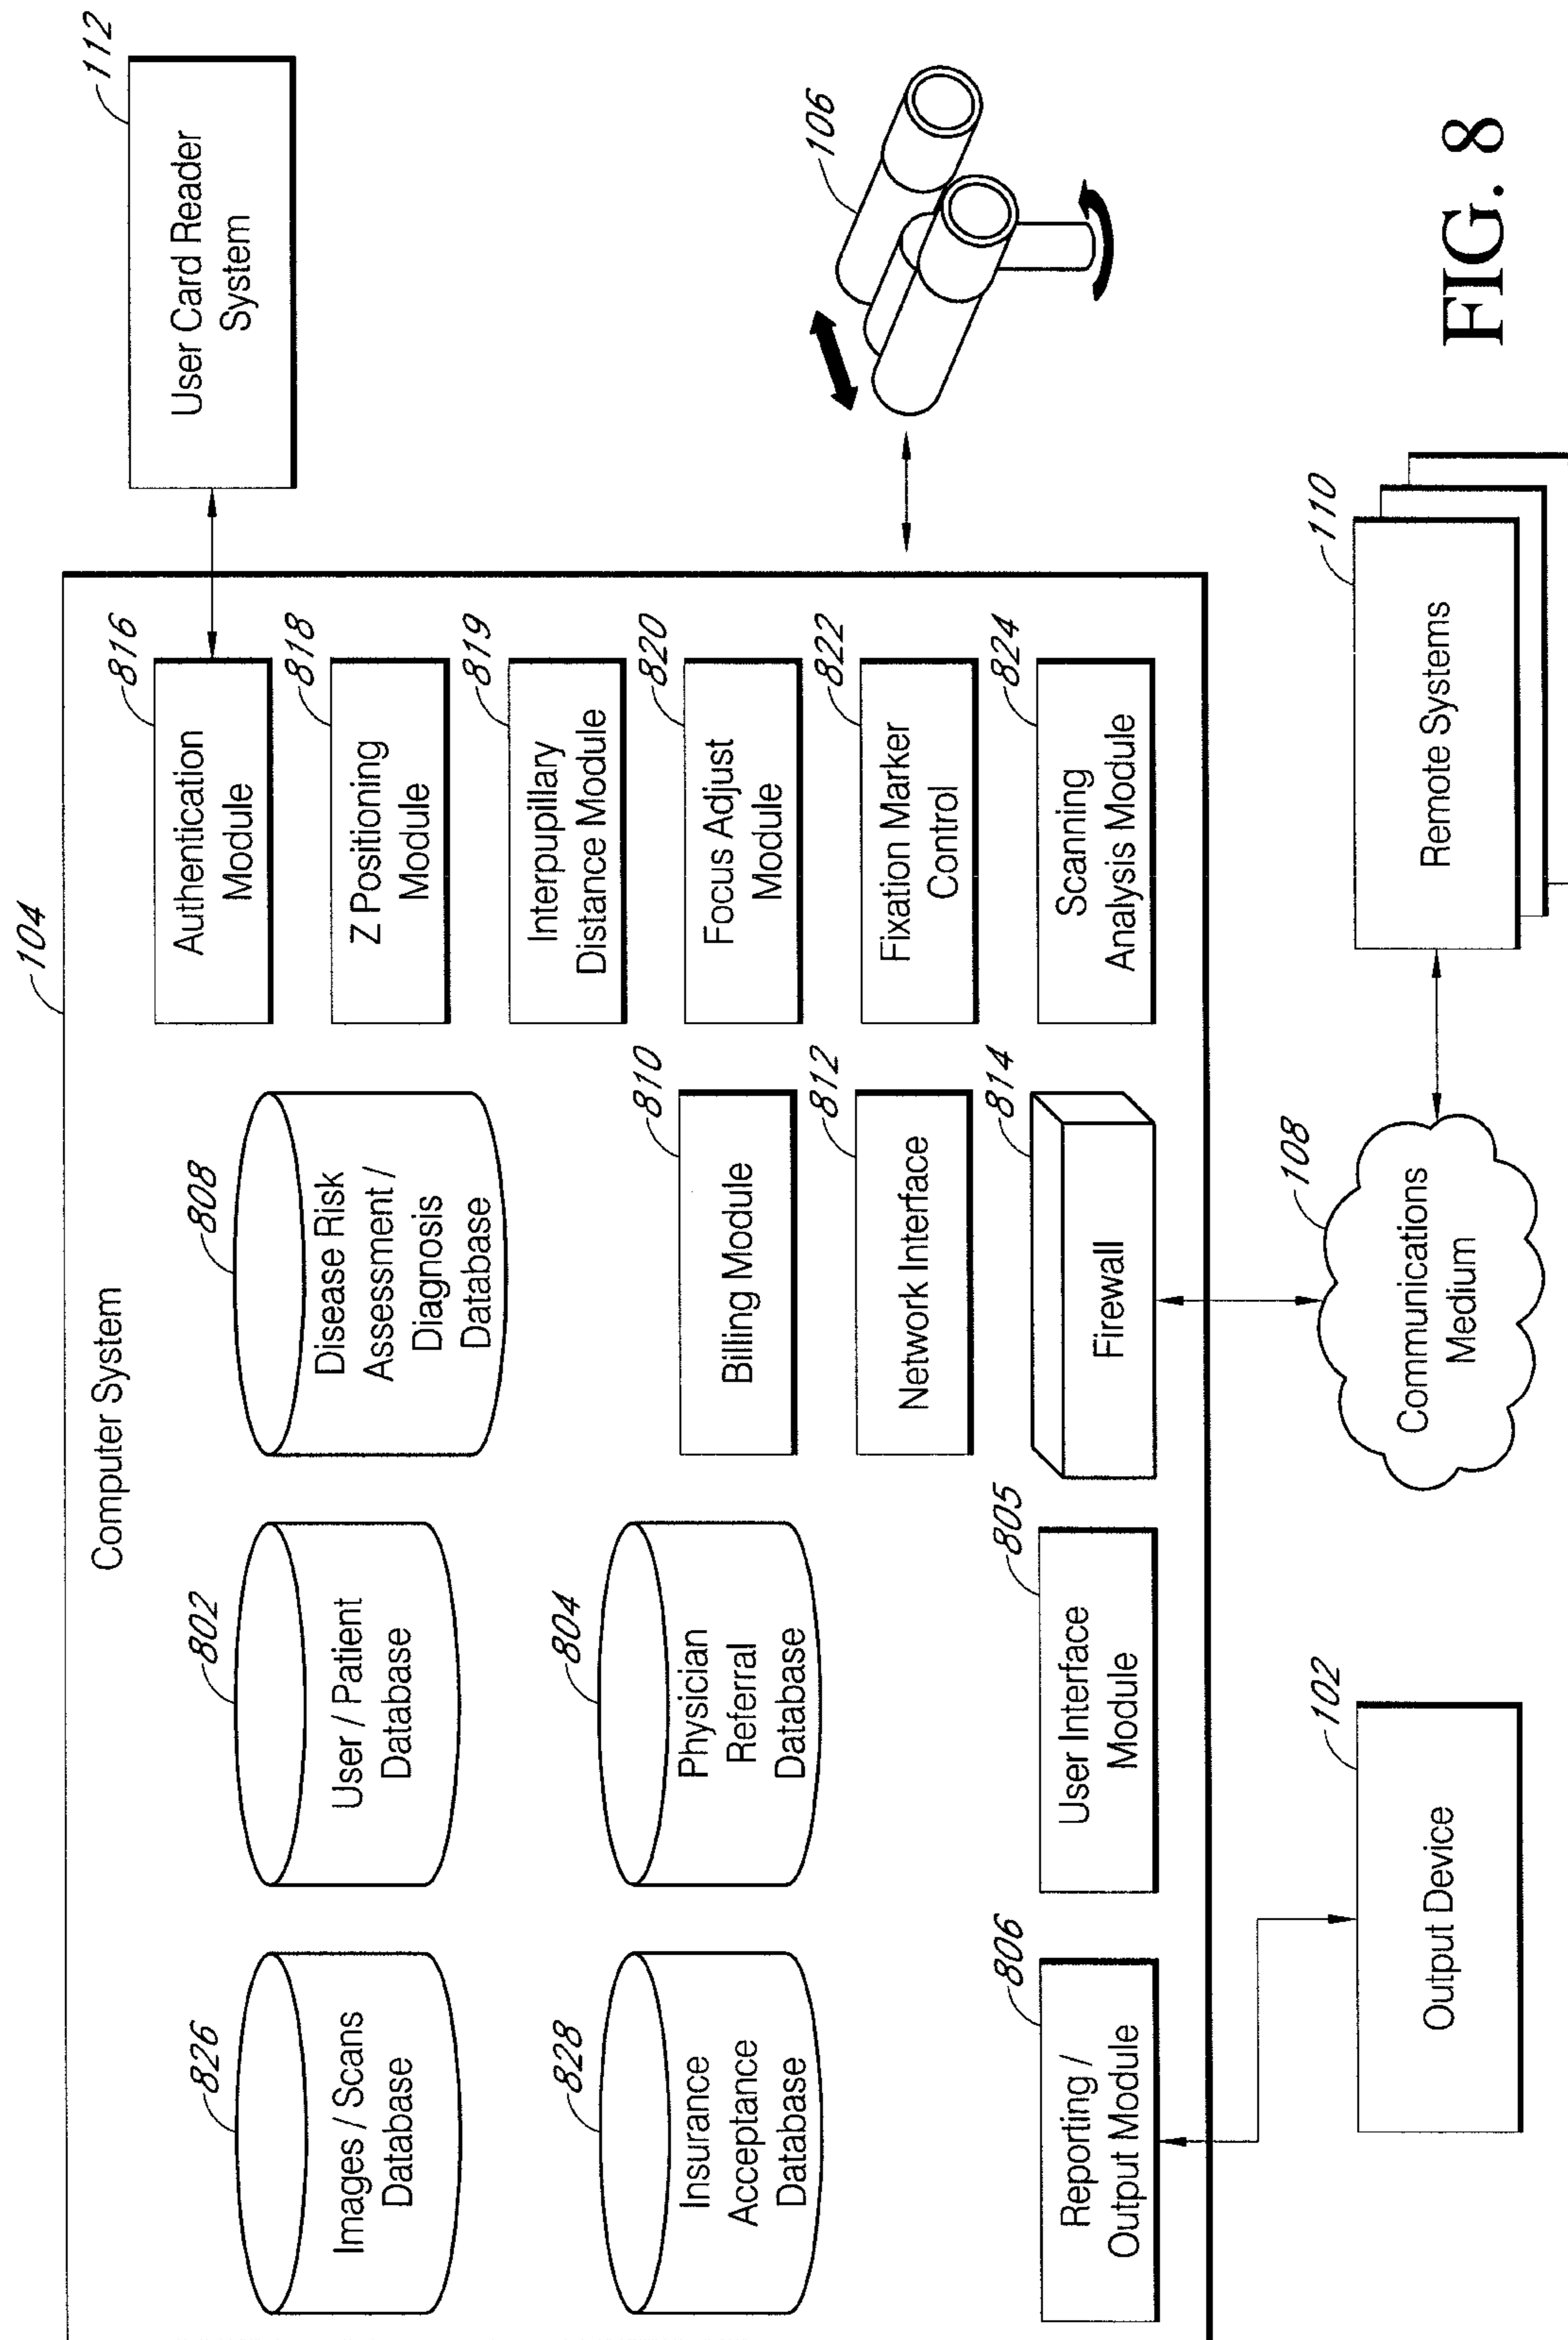 104
Computer System
826
Images / Scans
Database
802
User / Patient
Database
808
Disease Risk
Assessment /
Diagnosis
Database
816
Authentication
Module
112
User Card Reader
System
818
Z Positioning
Module
828
Insurance
Acceptance
Database
804
Physician
Referral
Database
819
Interpupillary
Distance Module
810
Billing Module
820
Focus Adjust
Module
106
812
Network Interface
822
Fixation Marker
Control
806
Reporting /
Output Module
805
User Interface
Module
814
Firewall
824
Scanning
Analysis Module
102
Output Device
108
Communications
Medium
110
Remote Systems
FIG. 8